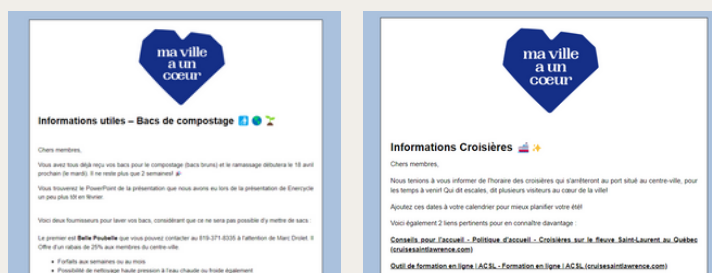 ma ville
a un
cœur
Informations utiles – Bacs de compostage
Chers membres,
Vous avez tous déjà reçu vos bacs pour le compostage (bacs bruns) et le ramassage débutera le 18 avril
prochain (le mardi). Il ne reste plus que 2 semaines!
Vous trouverez le PowerPoint de la présentation que nous avons eu lors de la présentation de Enercycle
un peu plus tôt en février.
Voici deux fournisseurs pour laver vos bacs, considérant que ce ne sera pas possible d'y mettre de sacs :
Le premier est Belle Poubelle que vous pouvez contacter au 819-371-8335 à l'attention de Marc Drolet. Il
Offre d'un rabais de 25% aux membres du centre-ville.
• Forfaits aux semaines ou au mois
• Possibilité de nettoyage haute pression à l'eau chaude ou froide également
ma ville
a un
cœur
Informations Croisières
Chers membres,
Nous tenions à vous informer de l'horaire des croisières qui s'arrêteront au port situé au centre-ville, pour
les temps à venir! Qui dit escales, dit plusieurs visiteurs au cœur de la ville!
Ajoutez ces dates à votre calendrier pour mieux planifier votre été!
Voici également 2 liens pertinents pour en connaître davantage :
Conseils pour l'accueil - Politique d'accueil - Croisières sur le fleuve Saint-Laurent au Québec
(cruisesaintlawrence.com)
Outil de formation en ligne | ACSL - Formation en ligne | ACSL (cruisesaintlawrence.com)